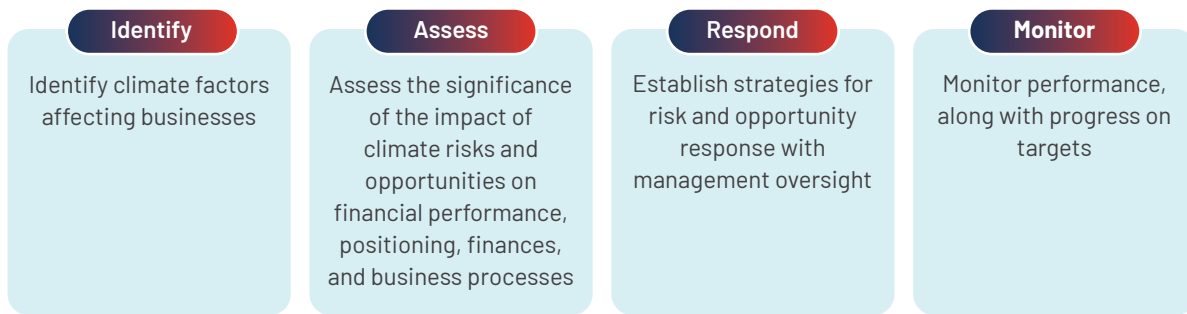 Identify
Identify climate factors
affecting businesses
Assess
Assess the significance
of the impact of
climate risks and
opportunities on
financial performance,
positioning, finances,
and business processes
Respond
Establish strategies for
risk and opportunity
response with
management oversight
Monitor
Monitor performance,
along with progress on
targets